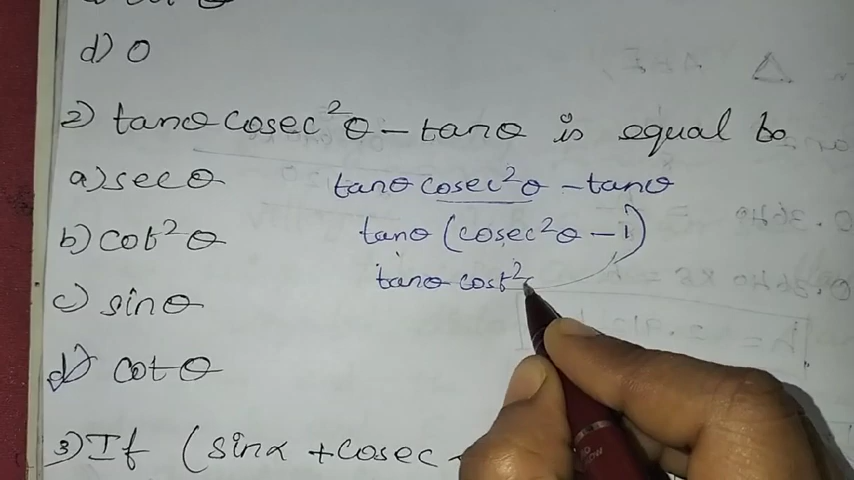 d) 0
2) tanθ cosec²θ - tanθ is equal to
a) secθ
tanθ cosec²θ - tanθ
b) cot²θ
tanθ (cosec²θ - 1)
tanθ cost²
c) sinθ
d) cotθ
3) If (sinα + cosec